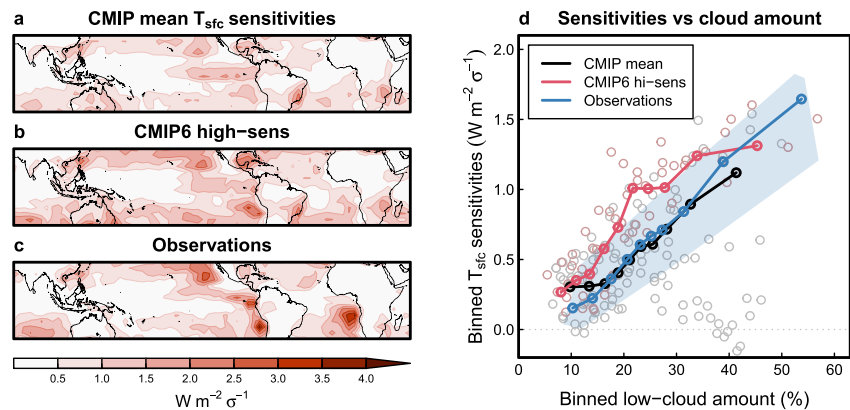 a CMIP mean Tsfc sensitivities
b CMIP6 high−sens
c Observations
0.5 1.0 1.5 2.0 2.5 3.0 3.5 4.0
W m−2 σ−1
d Sensitivities vs cloud amount
CMIP mean
CMIP6 hi−sens
Observations
Binned Tsfc sensitivities (W m−2 σ−1)
2.0
1.5
1.0
0.5
0.0
0 10 20 30 40 50 60
Binned low−cloud amount (%)